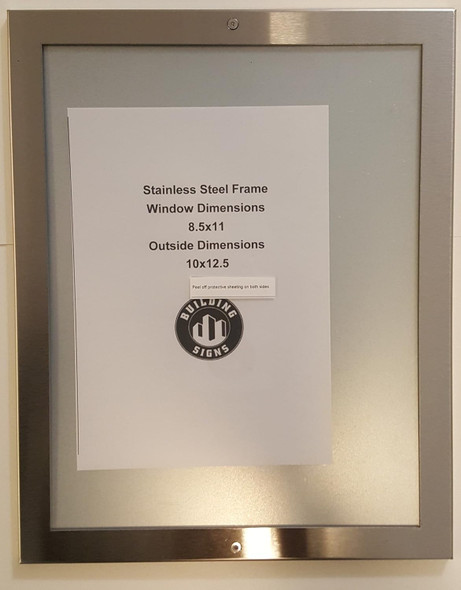 Stainless Steel Frame
Window Dimensions
8.5x11
Outside Dimensions
10x12.5
Peel off protective sheeting on both sides
BUILDING
SIGNS